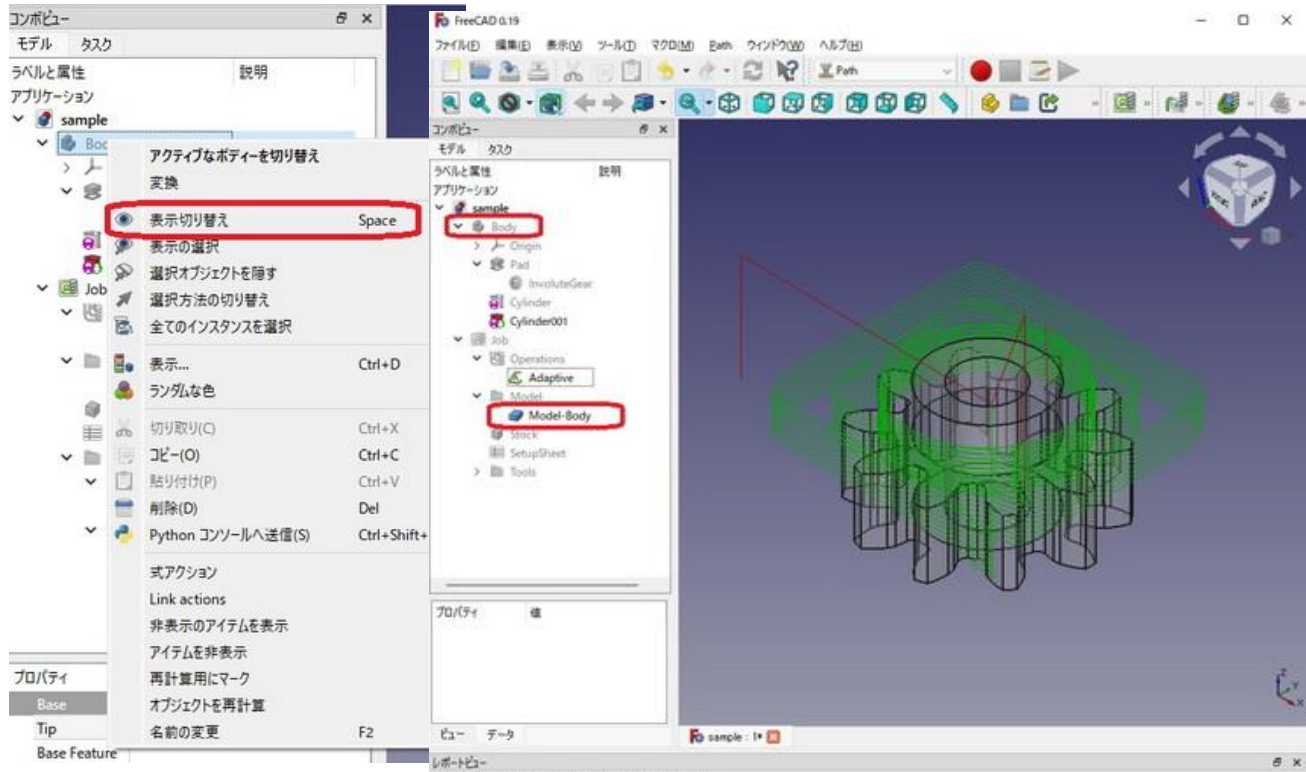 コンボビュー
モデル タスク
ラベルと属性 説明
アプリケーション
sample
Job
アクティブなボディーを切り替え
変換
表示切り替え Space
表示の選択
選択オブジェクトを隠す
選択方法の切り替え
全てのインスタンスを選択
表示... Ctrl+D
ランダムな色
切り取り(C) Ctrl+X
コピー(O) Ctrl+C
貼り付け(P) Ctrl+V
削除(D) Del
Python コンソールへ送信(S) Ctrl+Shift+
式アクション
Link actions
非表示のアイテムを表示
アイテムを非表示
再計算用にマーク
オブジェクトを再計算
名前の変更 F2
プロパティ
Base
Tip
Base Feature
FreeCAD 0.19
ファイル(F) 編集(E) 表示(V) ツール(T) マクロ(M) Path ウィンドウ(W) ヘルプ(H)
Path
コンボビュー
モデル タスク
ラベルと属性 説明
アプリケーション
sample
Body
Origin
Pad
InvoluteGear
Cylinder
Cylinder001
Job
Operations
Adaptive
Model
Model-Body
Stock
SetupSheet
Tools
プロパティ 値
ビュー データ
sample : 1*
レポートビュー
Z
Y
X